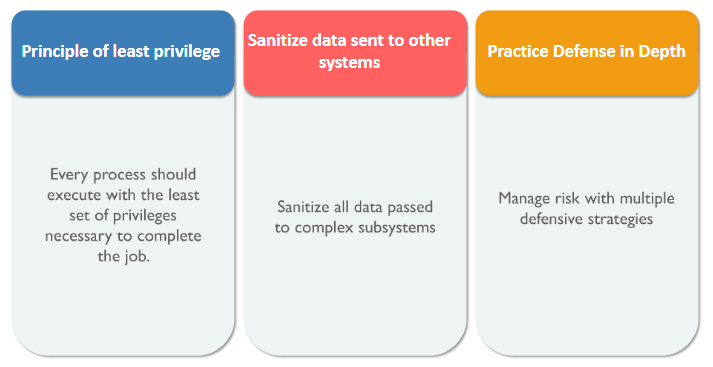 Principle of least privilege
Every process should
execute with the least
set of privileges
necessary to complete
the job.
Sanitize data sent to other
systems
Sanitize all data passed
to complex subsystems
Practice Defense in Depth
Manage risk with multiple
defensive strategies